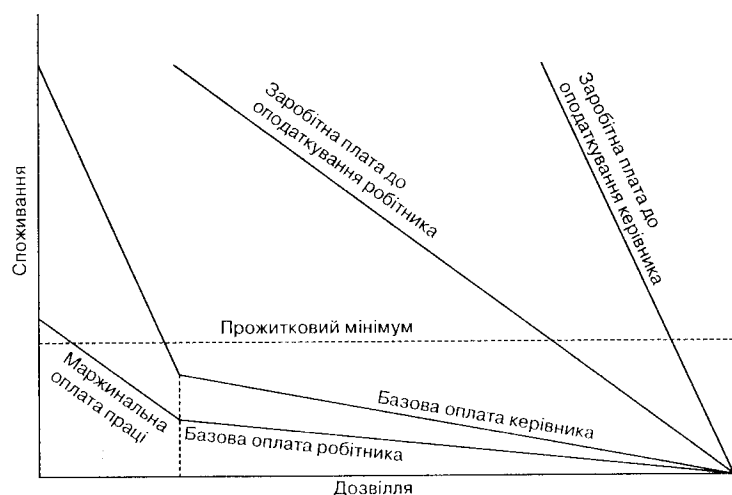 Споживання
Заробітна плата до
оподаткування робітника
Заробітна плата до
оподаткування керівника
Прожитковий мінімум
Маржинальна
оплата праці
Базова оплата керівника
Базова оплата робітника
Дозвілля